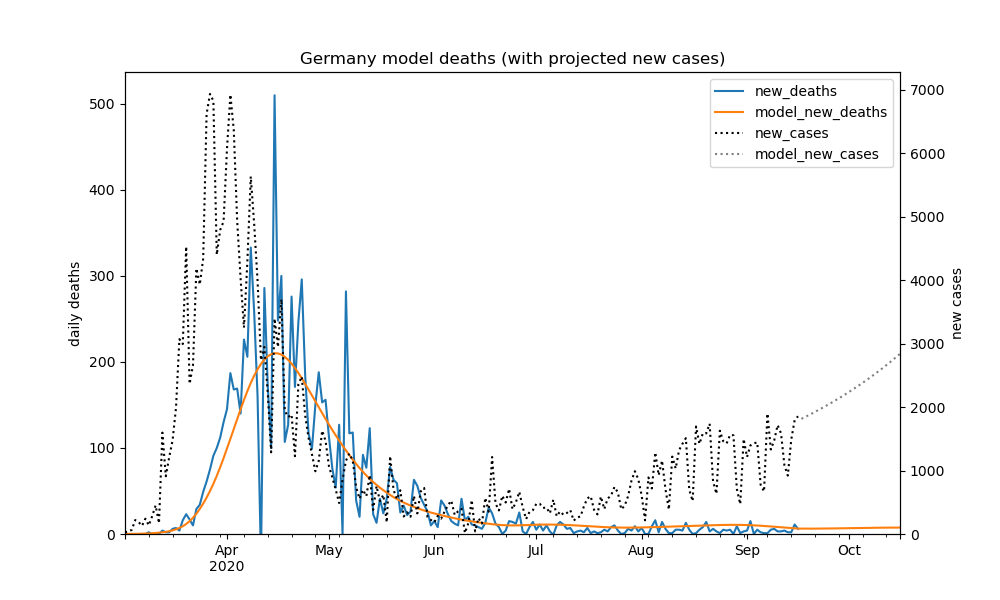 Germany model deaths (with projected new cases)
new_deaths
model_new_deaths
new_cases
model_new_cases
daily deaths
500
400
300
200
100
0
7000
6000
5000
4000
3000
2000
1000
0
new cases
Apr May Jun Jul Aug Sep Oct
2020